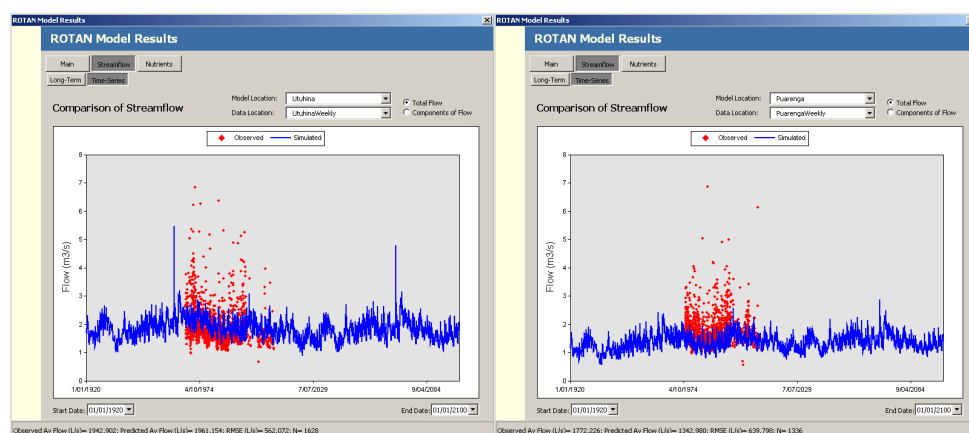 ROTAN Model Results
ROTAN Model Results
Main Streamflow Nutrients
Long-Term Time-Series
Comparison of Streamflow
Model Location: Utuhina
Data Location: UtuhinaWeekly
Total Flow
Components of Flow
Observed Simulated
Flow (m3/s)
8
7
6
5
4
3
2
1
0
1/01/1920 4/10/1974 7/07/2029 9/04/2084
Start Date: 01/01/1920 End Date: 01/01/2100
Observed Av Flow (L/s)= 1942.902; Predicted Av Flow (L/s)= 1961.154; RMSE (L/s)= 562.072; N= 1628
ROTAN Model Results
ROTAN Model Results
Main Streamflow Nutrients
Long-Term Time-Series
Comparison of Streamflow
Model Location: Puarenga
Data Location: PuarengaWeekly
Total Flow
Components of Flow
Observed Simulated
Flow (m3/s)
8
7
6
5
4
3
2
1
0
1/01/1920 4/10/1974 7/07/2029 9/04/2084
Start Date: 01/01/1920 End Date: 01/01/2100
Observed Av Flow (L/s)= 1772.226; Predicted Av Flow (L/s)= 1342.980; RMSE (L/s)= 639.798; N= 1336